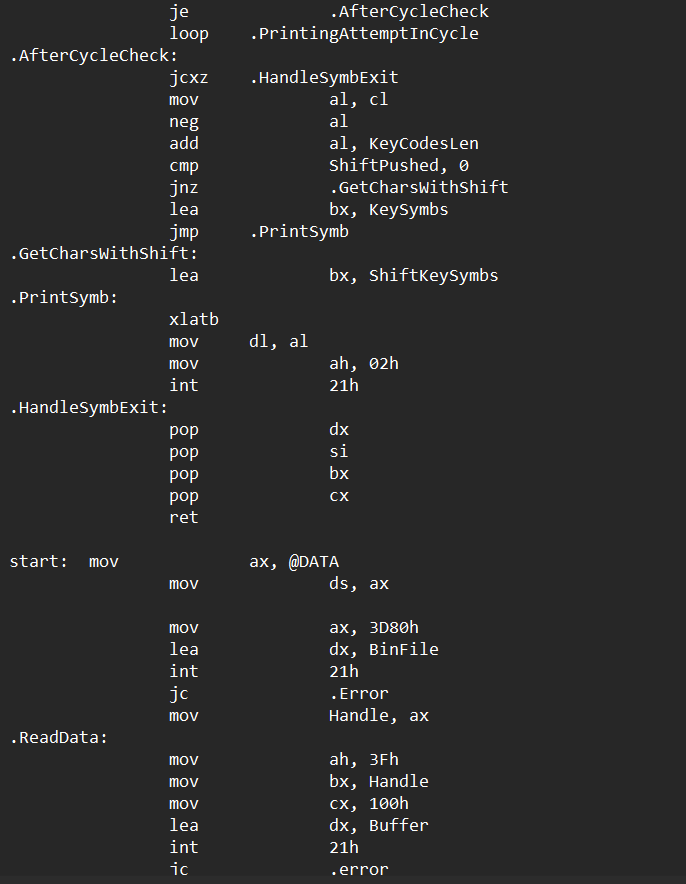 je .AfterCycleCheck
loop .PrintingAttemptInCycle
.AfterCycleCheck:
jcxz .HandleSymbExit
mov al, cl
neg al
add al, KeyCodesLen
cmp ShiftPushed, 0
jnz .GetCharsWithShift
lea bx, KeySymbs
jmp .PrintSymb
.GetCharsWithShift:
lea bx, ShiftKeySymbs
.PrintSymb:
xlatb
mov dl, al
mov ah, 02h
int 21h
.HandleSymbExit:
pop dx
pop si
pop bx
pop cx
ret
start: mov ax, @DATA
mov ds, ax
mov ax, 3D80h
lea dx, BinFile
int 21h
jc .Error
mov Handle, ax
.ReadData:
mov ah, 3Fh
mov bx, Handle
mov cx, 100h
lea dx, Buffer
int 21h
jc .error